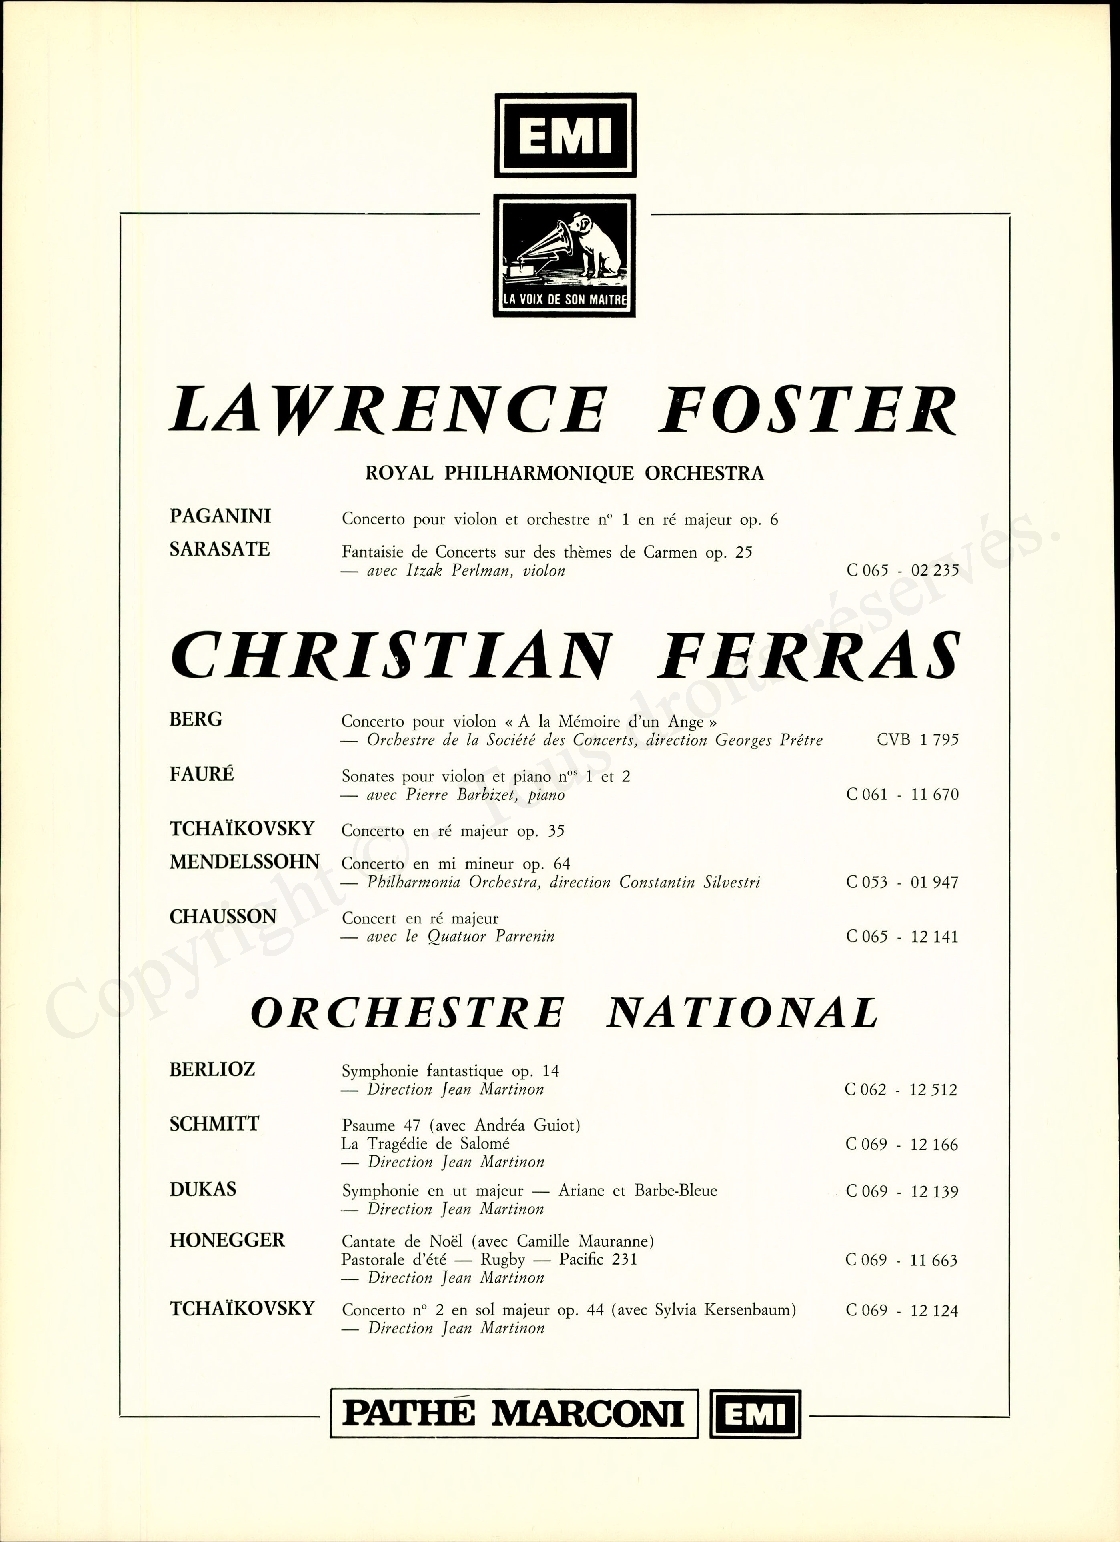 EMI
LA VOIX DE SON MAITRE
LAWRENCE FOSTER
ROYAL PHILHARMONIQUE ORCHESTRA
PAGANINI Concerto pour violon et orchestre n° 1 en ré majeur op. 6
SARASATE Fantaisie de Concerts sur des thèmes de Carmen op. 25
— avec Itzak Perlman, violon C 065 - 02 235
CHRISTIAN FERRAS
BERG Concerto pour violon « A la Mémoire d'un Ange »
— Orchestre de la Société des Concerts, direction Georges Prétre CVB 1 795
FAURÉ Sonates pour violon et piano nos 1 et 2
— avec Pierre Barbizet, piano C 061 - 11 670
TCHAÏKOVSKY Concerto en ré majeur op. 35
MENDELSSOHN Concerto en mi mineur op. 64
— Philharmonia Orchestra, direction Constantin Silvestri C 053 - 01 947
CHAUSSON Concert en ré majeur
— avec le Quatuor Parrenin C 065 - 12 141
ORCHESTRE NATIONAL
BERLIOZ Symphonie fantastique op. 14
— Direction Jean Martinon C 062 - 12 512
SCHMITT Psaume 47 (avec Andréa Guiot)
La Tragédie de Salomé C 069 - 12 166
— Direction Jean Martinon
DUKAS Symphonie en ut majeur — Ariane et Barbe-Bleue C 069 - 12 139
— Direction Jean Martinon
HONEGGER Cantate de Noël (avec Camille Mauranne)
Pastorale d'été — Rugby — Pacific 231 C 069 - 11 663
— Direction Jean Martinon
TCHAÏKOVSKY Concerto n° 2 en sol majeur op. 44 (avec Sylvia Kersenbaum) C 069 - 12 124
— Direction Jean Martinon
PATHÉ MARCONI EMI
Copyright © Tous droits réservés.